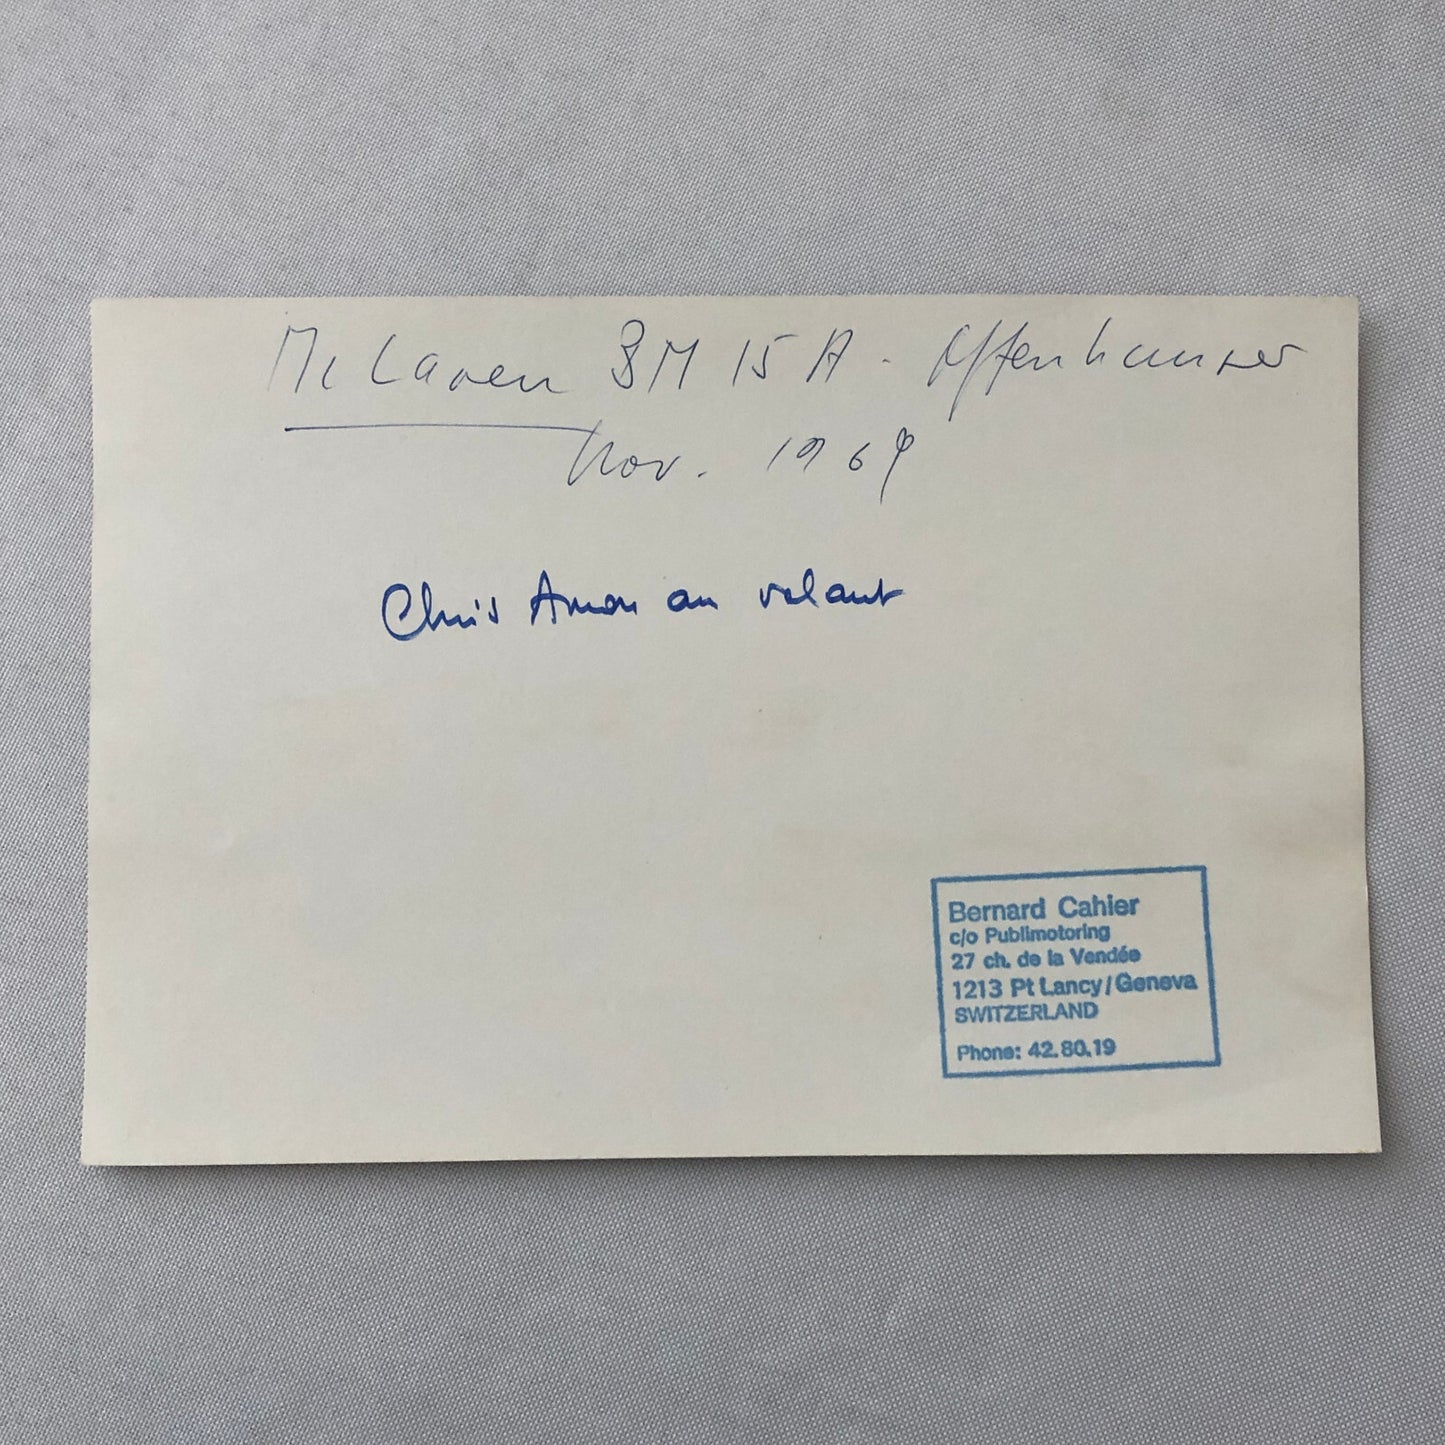 McLaren BM 15 A - Offenhauser
Nov. 1969
Chris Amon au volant
Bernard Cahier
c/o Publimotoring
27 ch. de la Vendée
1213 Pt Lancy/Geneva
SWITZERLAND
Phone: 42.80.19